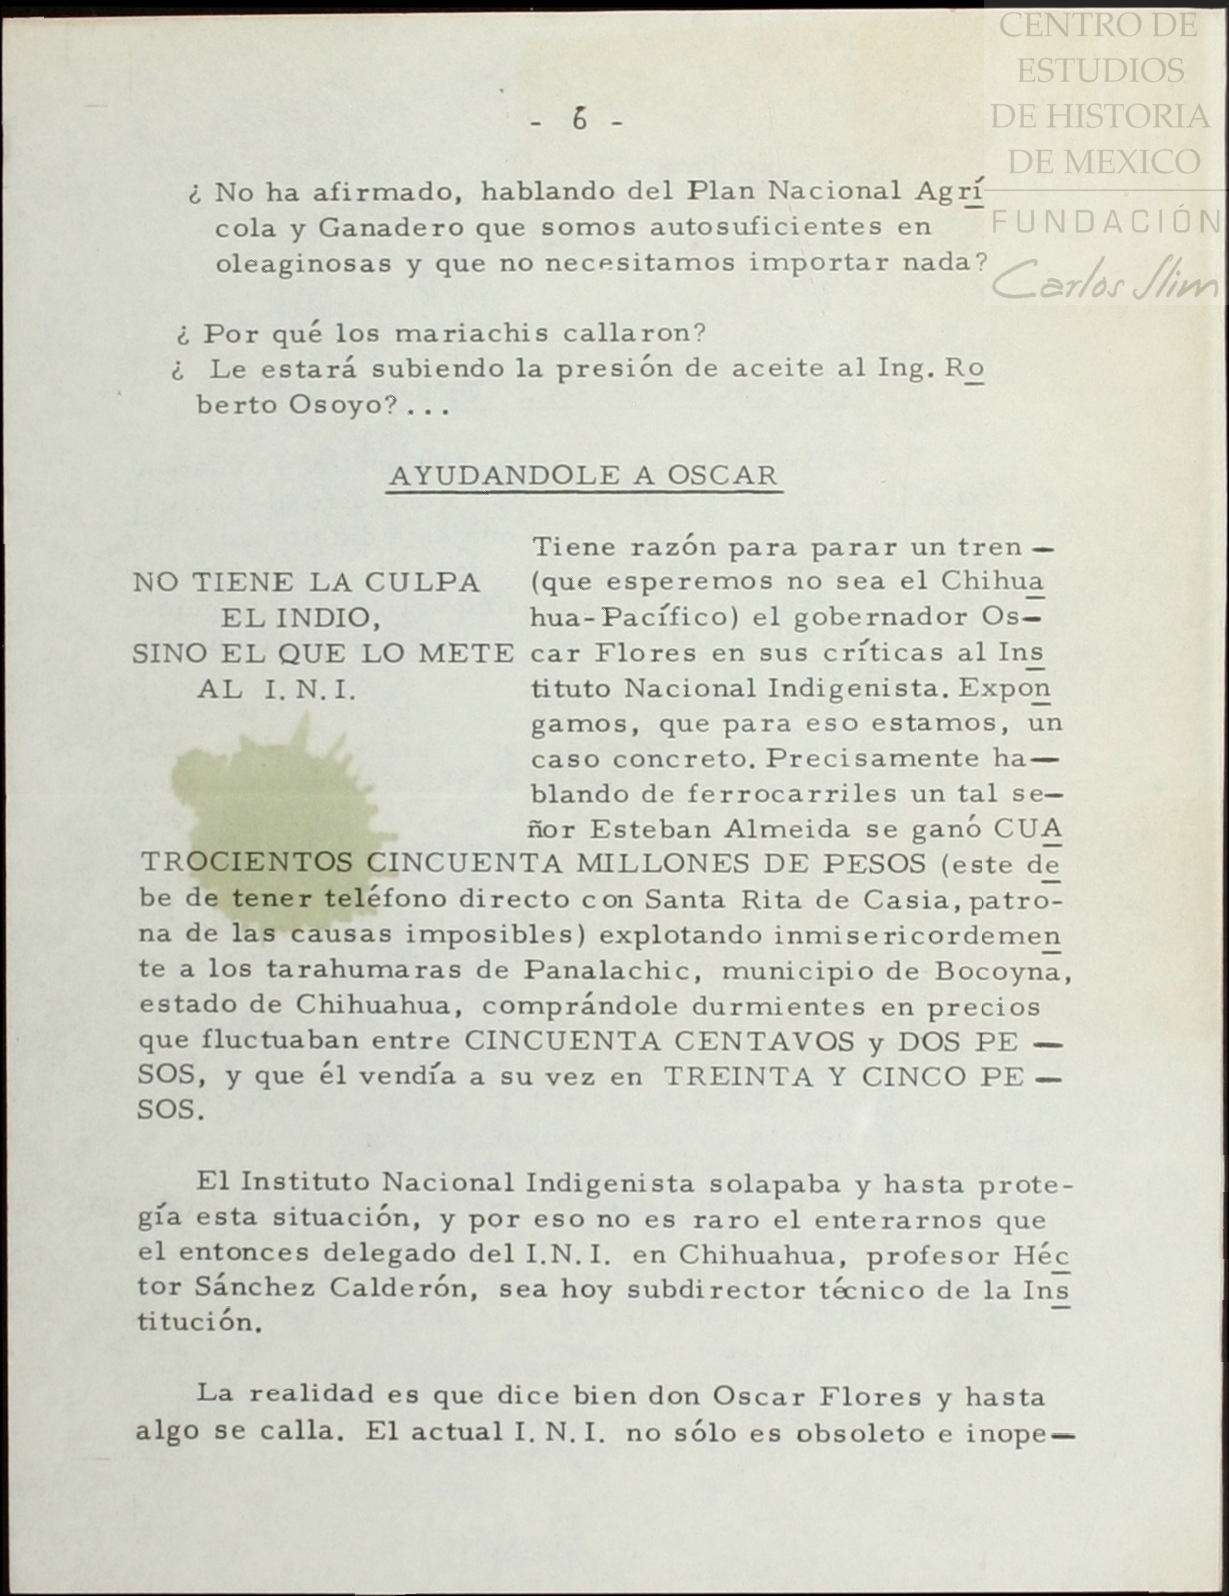 CENTRO DE
ESTUDIOS
DE HISTORIA
DE MEXICO
FUNDACIÓN
Carlos Slim
- 6 -
¿ No ha afirmado, hablando del Plan Nacional Agrí
cola y Ganadero que somos autosuficientes en
oleaginosas y que no necesitamos importar nada?
¿ Por qué los mariachis callaron?
¿ Le estará subiendo la presión de aceite al Ing. Ro
berto Osoyo? . . .
AYUDANDOLE A OSCAR
NO TIENE LA CULPA
EL INDIO,
SINO EL QUE LO METE
AL I. N. I.
Tiene razón para parar un tren —
(que esperemos no sea el Chihua
hua-Pacífico) el gobernador Os—
car Flores en sus críticas al Ins
tituto Nacional Indigenista. Expon
gamos, que para eso estamos, un
caso concreto. Precisamente ha—
blando de ferrocarriles un tal se—
ñor Esteban Almeida se ganó CUA
TROCIENTOS CINCUENTA MILLONES DE PESOS (este de
be de tener teléfono directo con Santa Rita de Casia, patro-
na de las causas imposibles) explotando inmisericordemen
te a los tarahumaras de Panalachic, municipio de Bocoyna,
estado de Chihuahua, comprándole durmientes en precios
que fluctuaban entre CINCUENTA CENTAVOS y DOS PE —
SOS, y que él vendía a su vez en TREINTA Y CINCO PE —
SOS.
El Instituto Nacional Indigenista solapaba y hasta prote-
gía esta situación, y por eso no es raro el enterarnos que
el entonces delegado del I.N.I. en Chihuahua, profesor Héc
tor Sánchez Calderón, sea hoy subdirector técnico de la Ins
titución.
La realidad es que dice bien don Oscar Flores y hasta
algo se calla. El actual I. N. I. no sólo es obsoleto e inope—